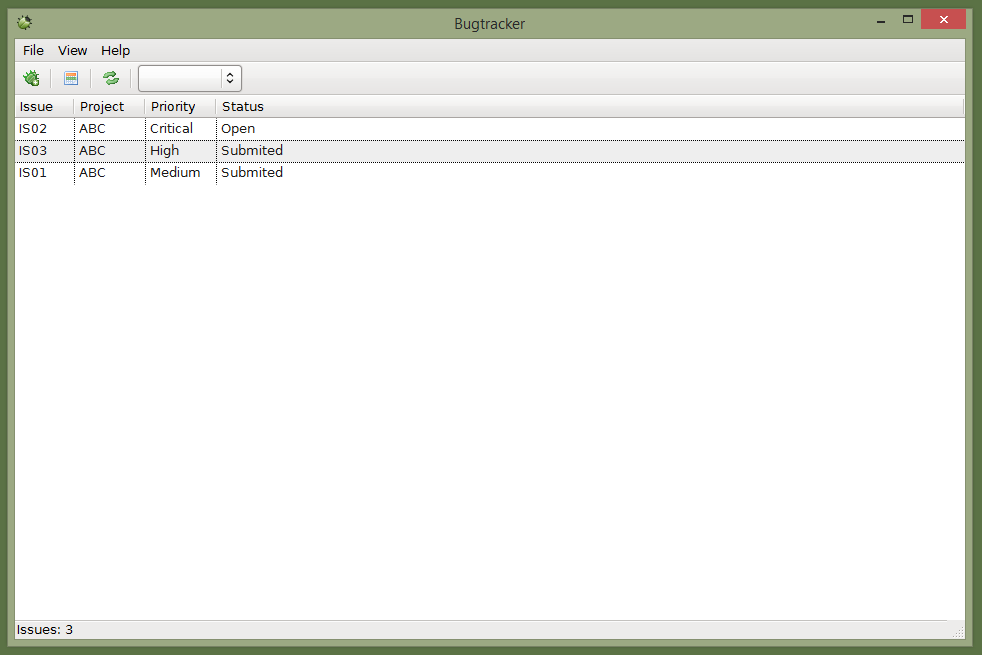 Bugtracker
File View Help
Issue Project Priority Status
IS02 ABC Critical Open
IS03 ABC High Submited
IS01 ABC Medium Submited
Issues: 3